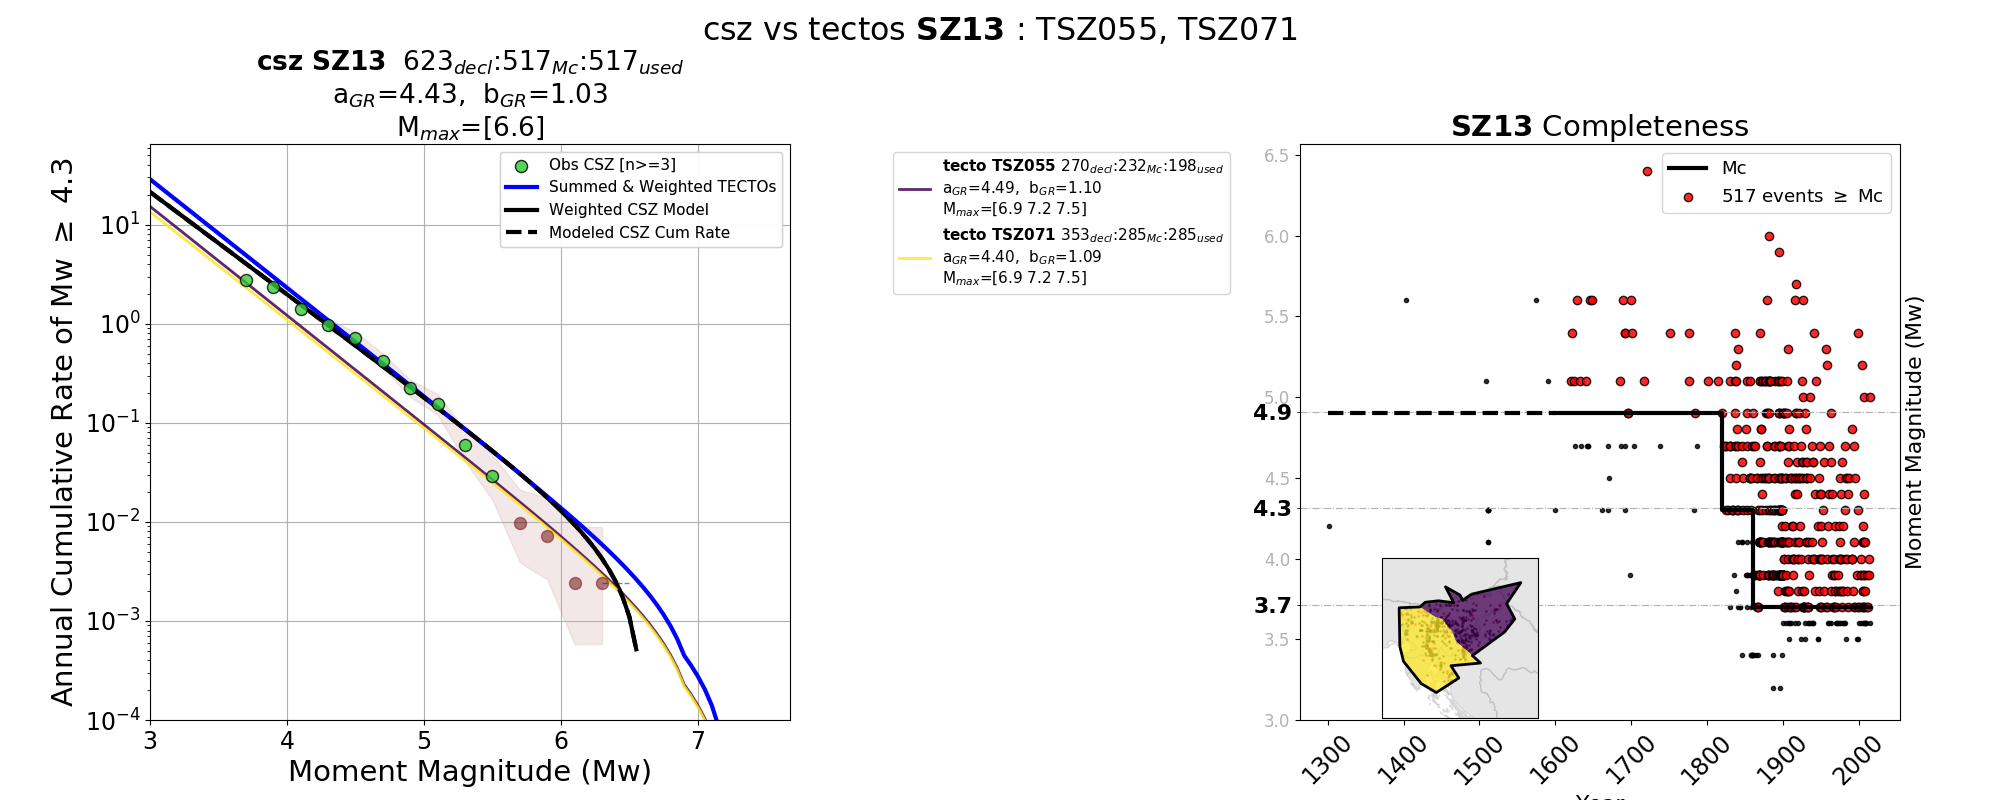 csz vs tectos SZ13 : TSZ055, TSZ071
csz SZ13 623decl:517Mc:517used
aGR=4.43, bGR=1.03
Mmax=[6.6]
Annual Cumulative Rate of Mw ≥ 4.3
10^1
10^0
10^-1
10^-2
10^-3
10^-4
3 4 5 6 7
Moment Magnitude (Mw)
Obs CSZ [n>=3]
Summed & Weighted TECTOs
Weighted CSZ Model
Modeled CSZ Cum Rate
tecto TSZ055 270decl:232Mc:198used
aGR=4.49, bGR=1.10
Mmax=[6.9 7.2 7.5]
tecto TSZ071 353decl:285Mc:285used
aGR=4.40, bGR=1.09
Mmax=[6.9 7.2 7.5]
SZ13 Completeness
Mc
517 events ≥ Mc
6.5
6.0
5.5
5.0
4.9
4.5
4.3
4.0
3.7
3.5
3.0
1300 1400 1500 1600 1700 1800 1900 2000
Moment Magnitude (Mw)
Year